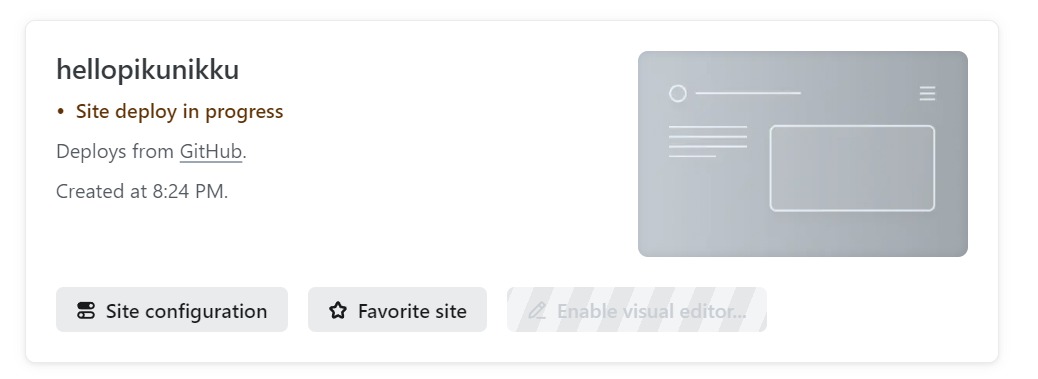 hellopikunikku
• Site deploy in progress
Deploys from GitHub.
Created at 8:24 PM.
Site configuration
Favorite site
Enable visual editor...